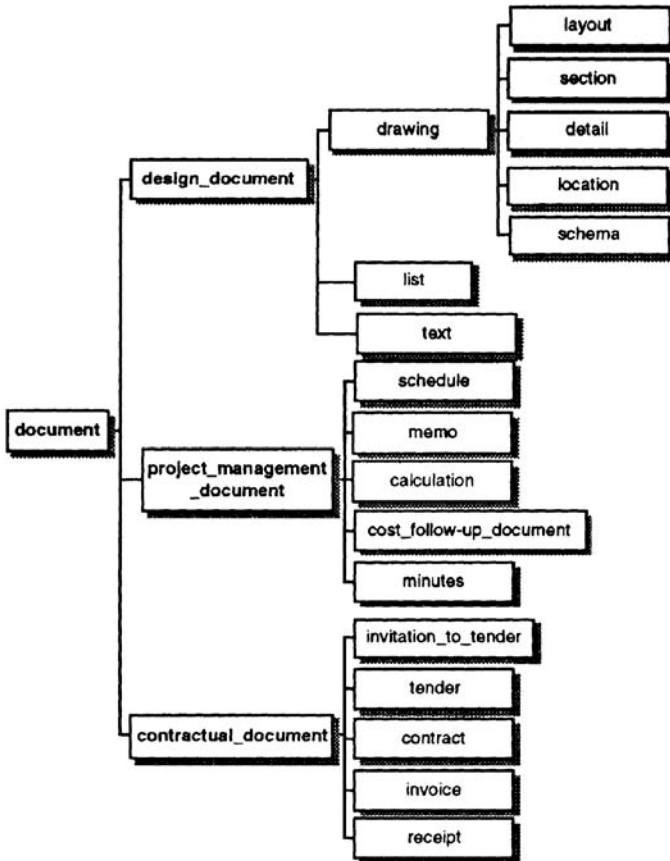 layout
section
drawing
detail
design_document
location
schema
list
text
schedule
document
memo
project_management
_document
calculation
cost_follow-up_document
minutes
invitation_to_tender
tender
contractual_document
contract
invoice
receipt